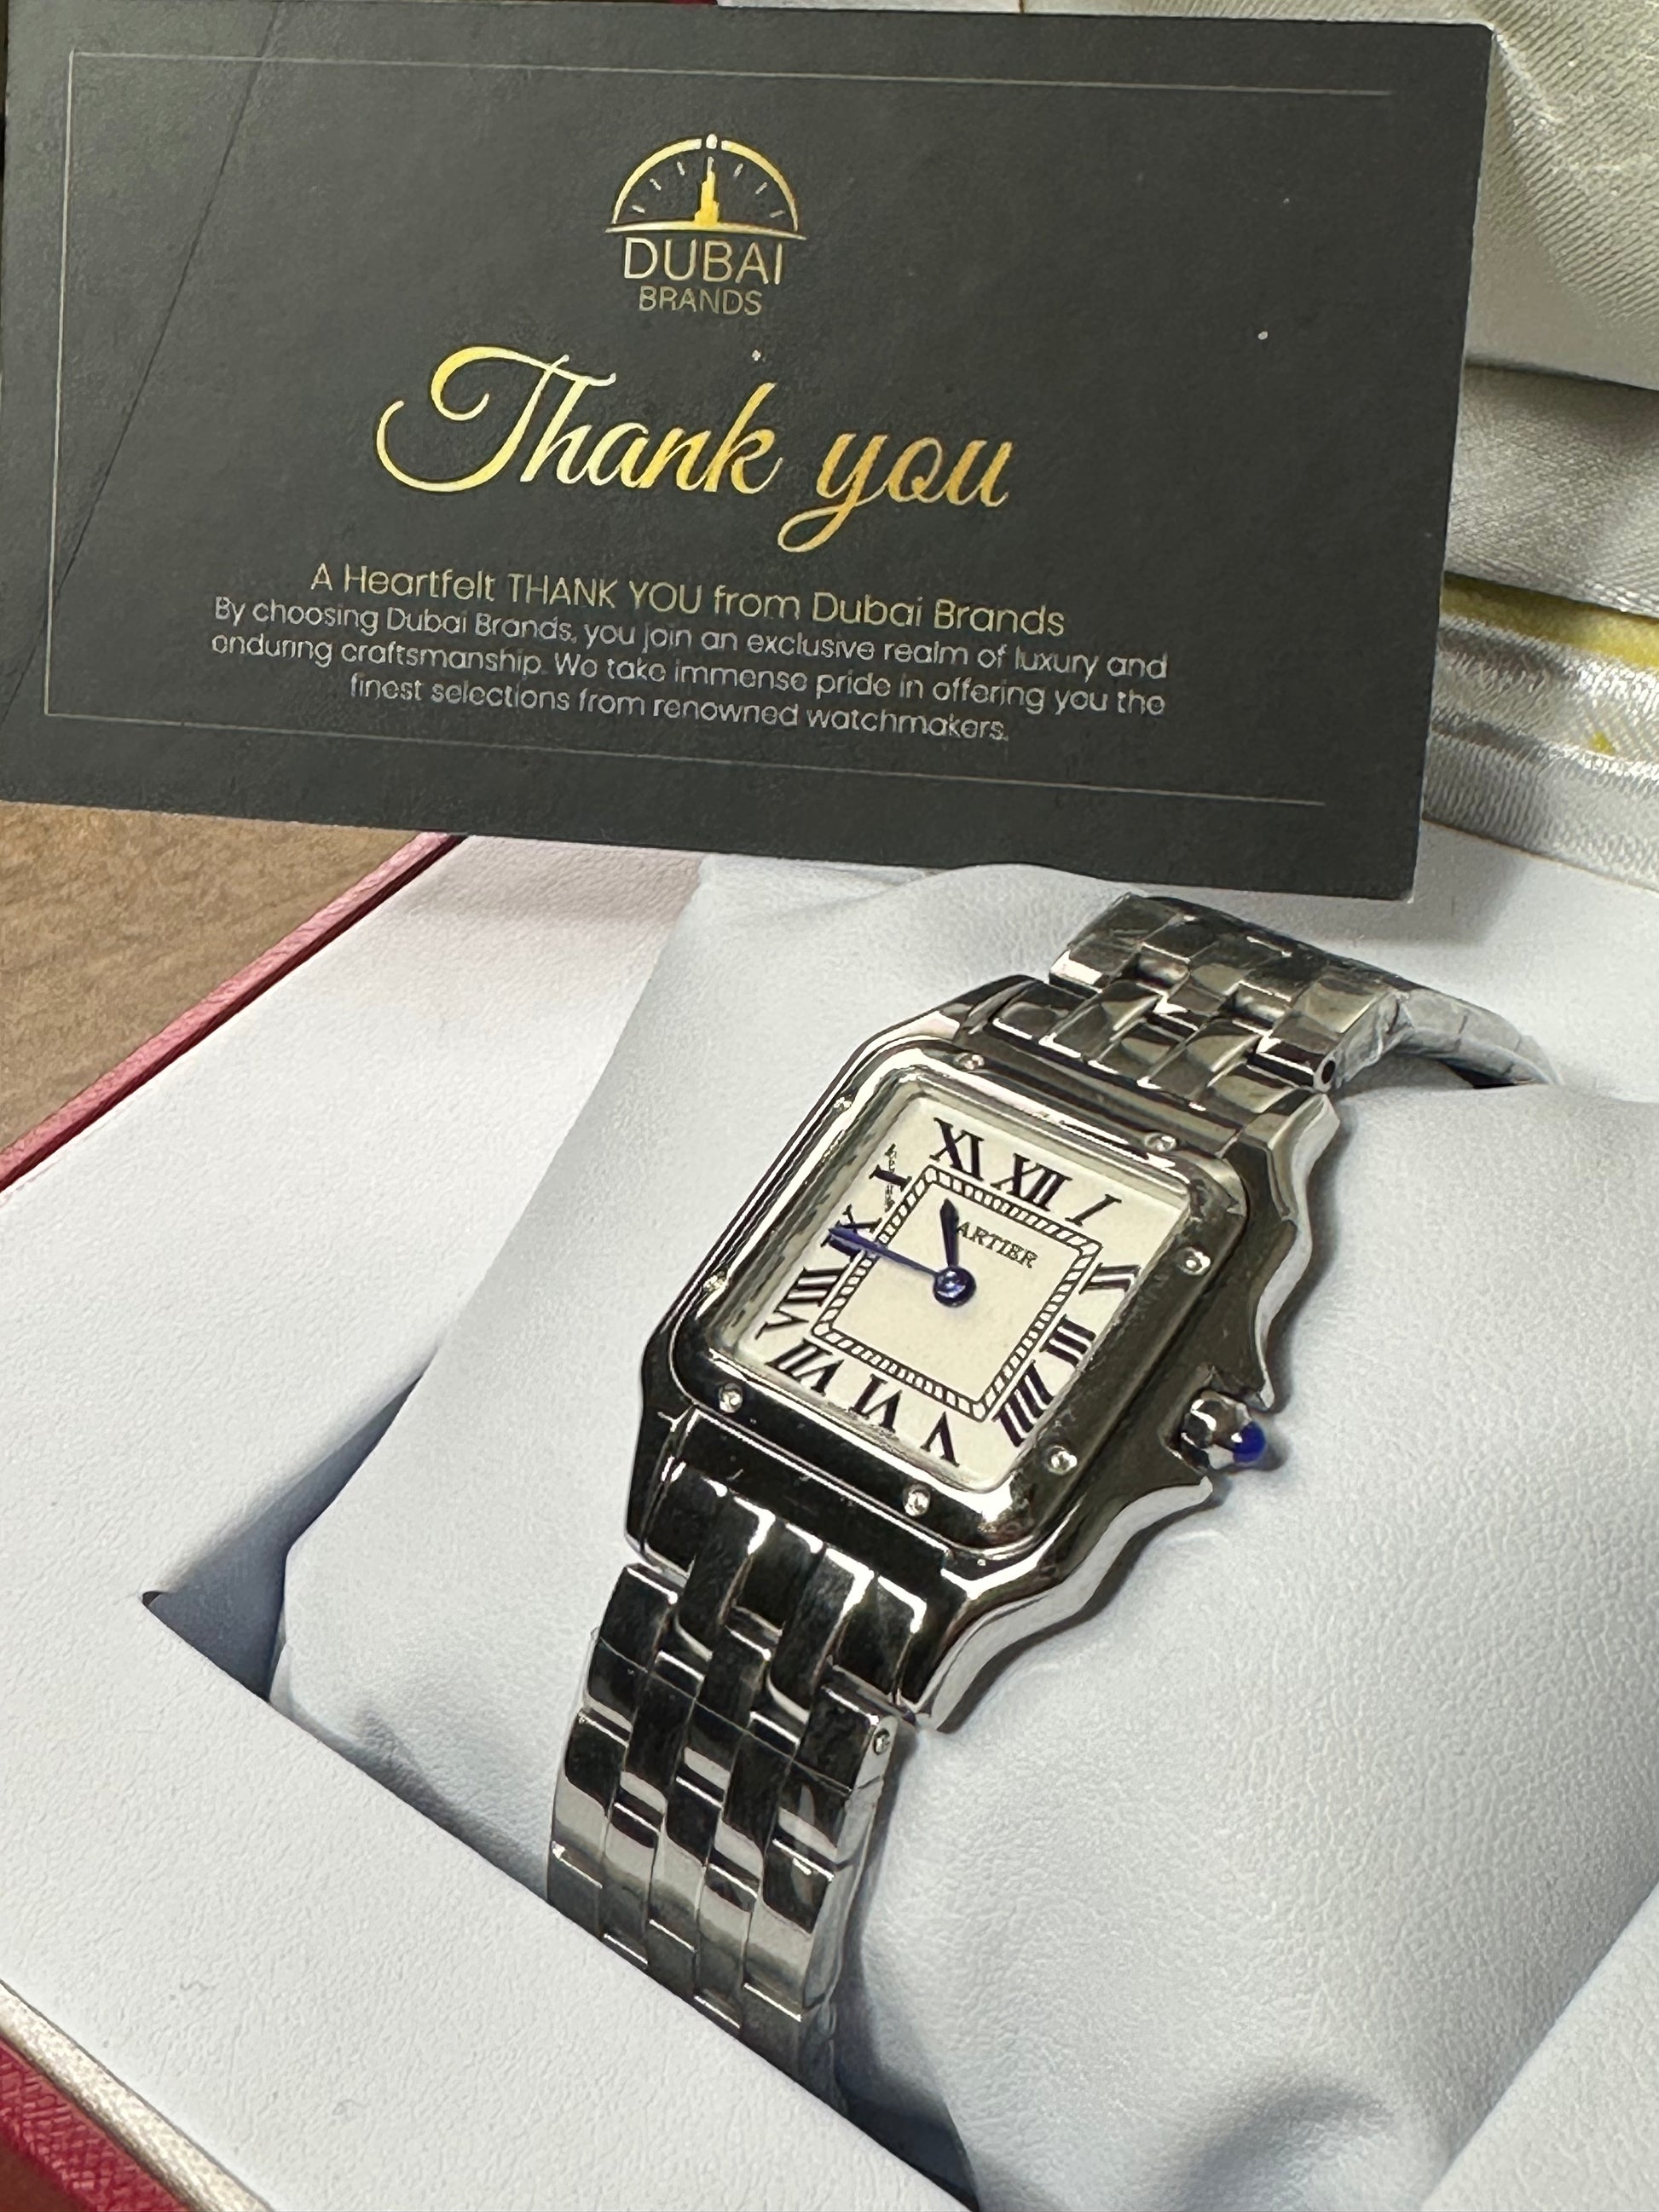 DUBAI
BRANDS
Thank you
A Heartfelt THANK YOU from Dubai Brands
By choosing Dubai Brands, you join an exclusive realm of luxury and
enduring craftsmanship. We take immense pride in offering you the
finest selections from renowned watchmakers.
XI XII I
II
III
IIII
V
VI
VII
ARTIER